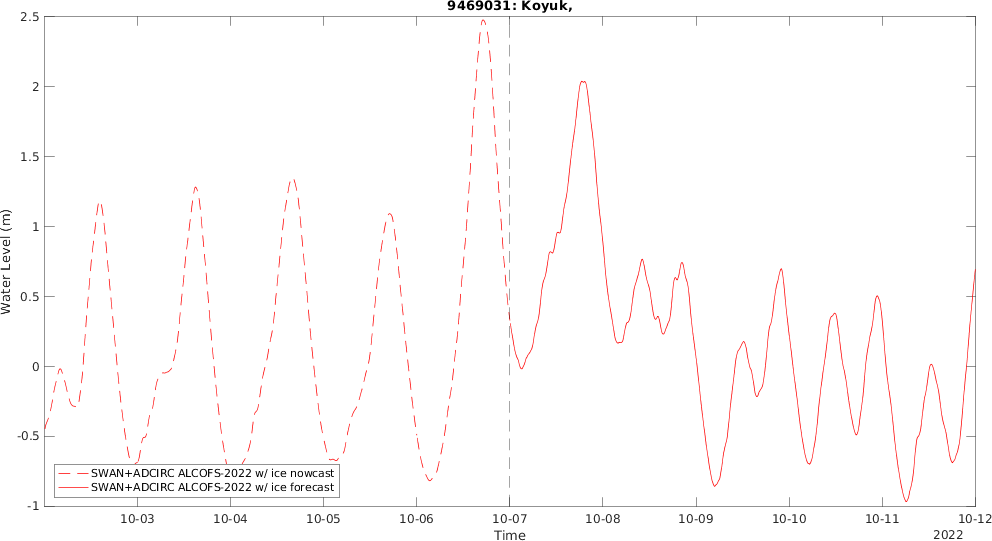 9469031: Koyuk,
Water Level (m)
2.5
2
1.5
1
0.5
0
-0.5
-1
SWAN+ADCIRC ALCOFS-2022 w/ ice nowcast
SWAN+ADCIRC ALCOFS-2022 w/ ice forecast
10-03 10-04 10-05 10-06 10-07 10-08 10-09 10-10 10-11 10-12
Time
2022